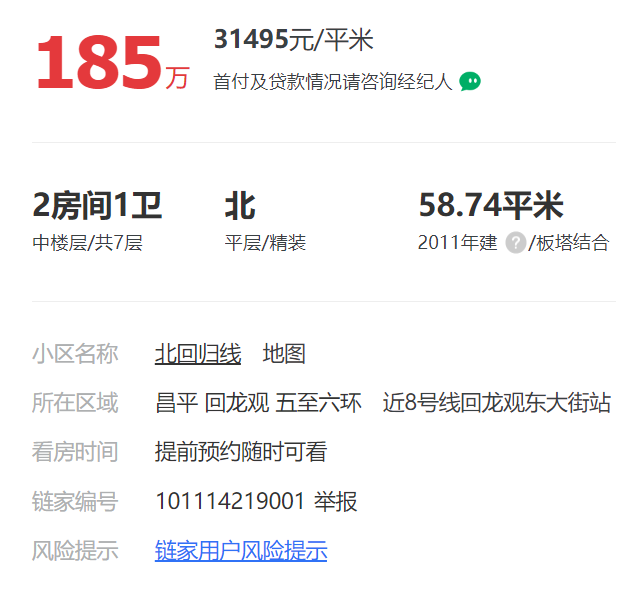 185万
31495元/平米
首付及贷款情况请咨询经纪人
2房间1卫 北 58.74平米
中楼层/共7层 平层/精装 2011年建 ? /板塔结合
小区名称 北回归线 地图
所在区域 昌平 回龙观 五至六环 近8号线回龙观东大街站
看房时间 提前预约随时可看
链家编号 101114219001 举报
风险提示 链家用户风险提示